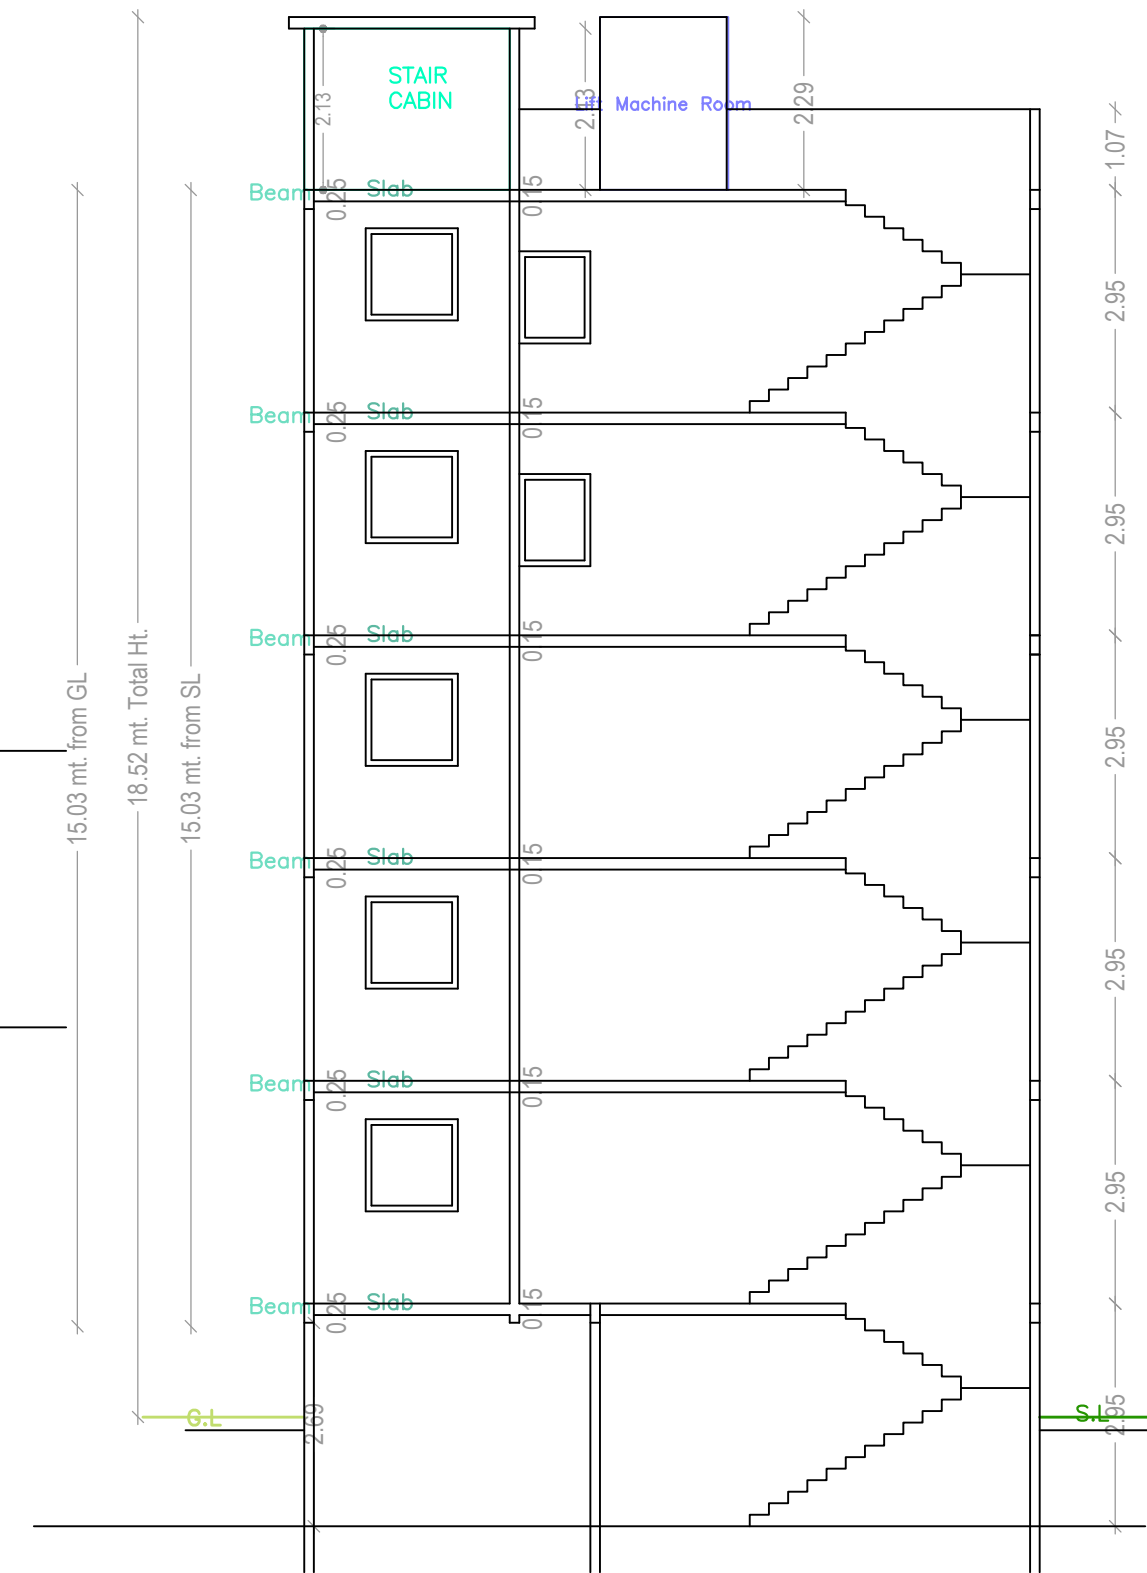 STAIR
CABIN
2.13
2.13
Lift Machine Room
2.29
1.07
Beam
0.25
Slab
0.15
2.95
Beam
0.25
Slab
0.15
2.95
Beam
0.25
Slab
0.15
15.03 mt. from GL
18.52 mt. Total Ht.
15.03 mt. from SL
2.95
Beam
0.25
Slab
0.15
2.95
Beam
0.25
Slab
0.15
2.95
Beam
0.25
Slab
0.15
G.L
2.69
S.L
2.95